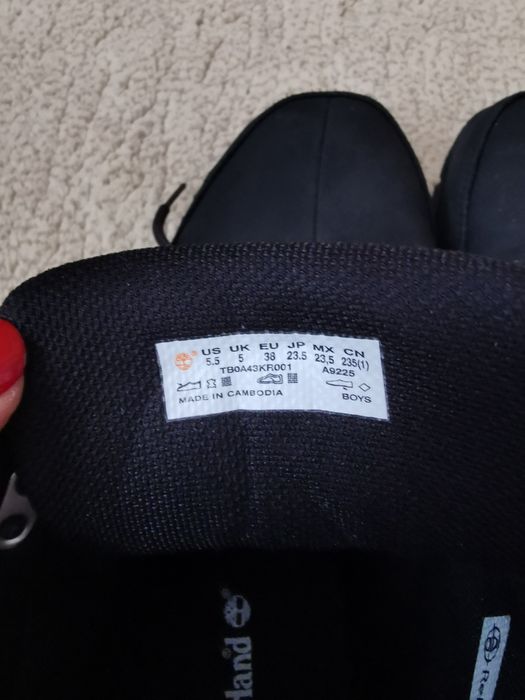 US UK EU JP MX CN
5.5 5 38 23.5 23,5 235(1)
TB0A43KR001 A9225
MADE IN CAMBODIA BOYS